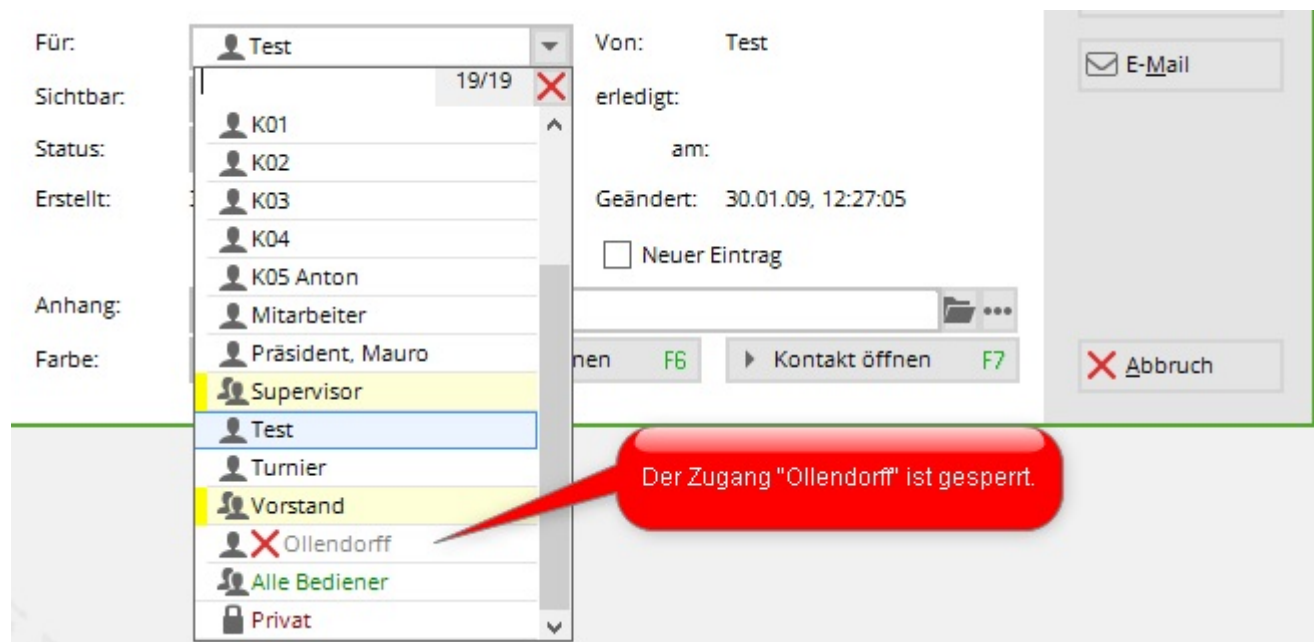 Für:
Test
Von:
Test
E-Mail
19/19
Sichtbar:
erledigt:
K01
Status:
am:
K02
Erstellt:
K03
Geändert:
30.01.09, 12:27:05
K04
Neuer Eintrag
K05 Anton
Anhang:
Mitarbeiter
Farbe:
Präsident, Mauro
nen
F6
Kontakt öffnen
F7
Abbruch
Supervisor
Test
Turnier
Der Zugang "Ollendorff" ist gesperrt.
Vorstand
Ollendorff
Alle Bediener
Privat